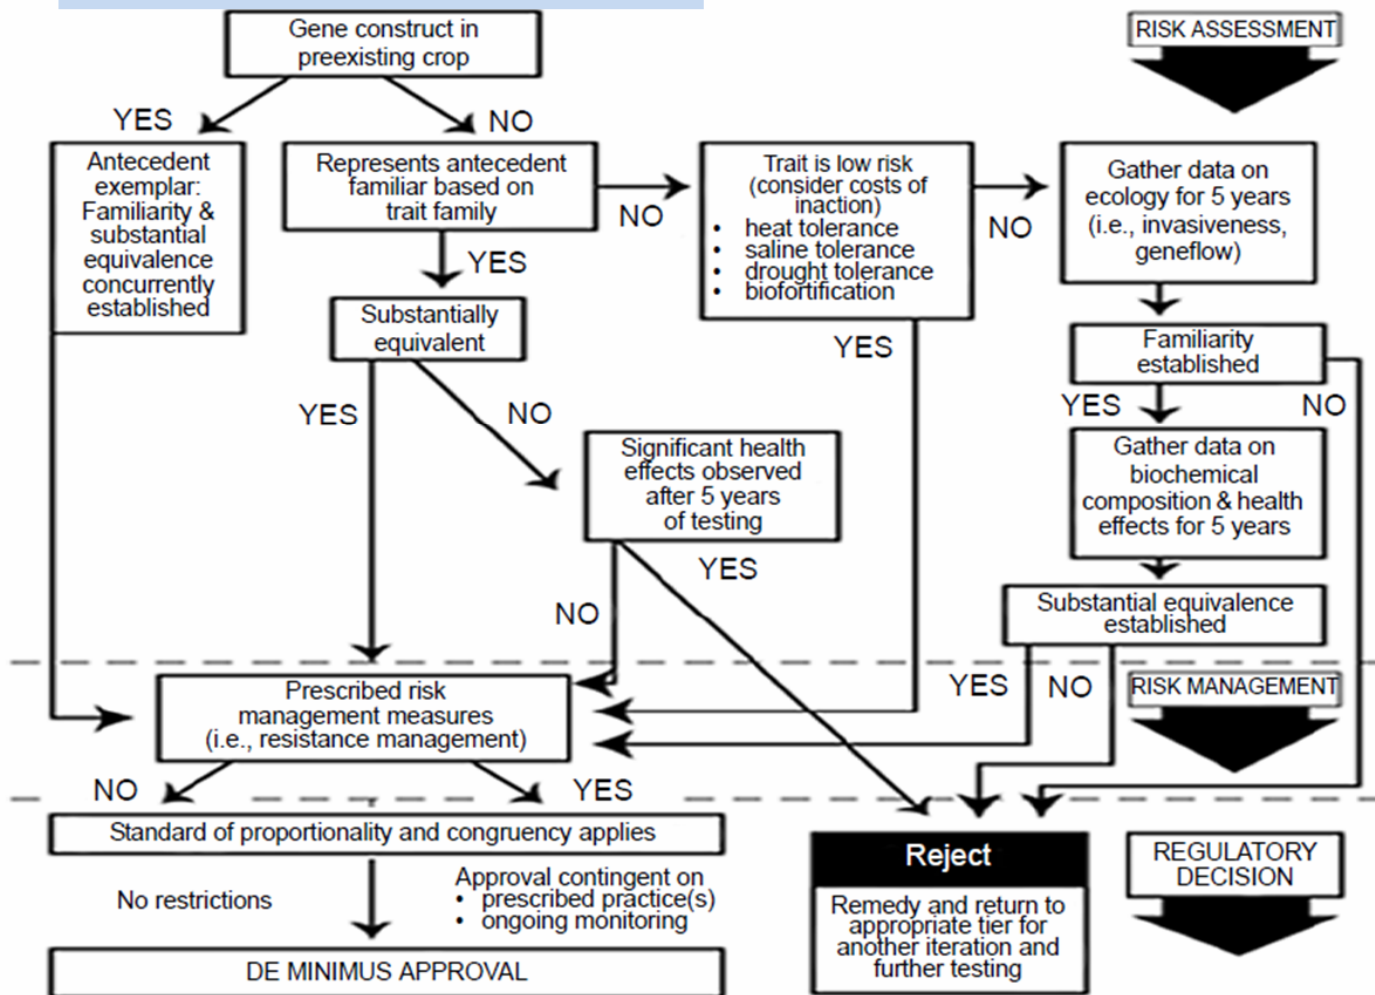 Gene construct in
preexisting crop
RISK ASSESSMENT
YES
NO
Antecedent
exemplar:
Familiarity &
substantial
equivalence
concurrently
established
Represents antecedent
familiar based on
trait family
NO
Trait is low risk
(consider costs of
inaction)
• heat tolerance
• saline tolerance
• drought tolerance
• biofortification
NO
Gather data on
ecology for 5 years
(i.e., invasiveness,
geneflow)
YES
Substantially
equivalent
YES
Familiarity
established
YES
NO
YES
NO
Significant health
effects observed
after 5 years
of testing
Gather data on
biochemical
composition & health
effects for 5 years
YES
NO
Substantial equivalence
established
Prescribed risk
management measures
(i.e., resistance management)
YES
NO
RISK MANAGEMENT
NO
YES
Standard of proportionality and congruency applies
No restrictions
Approval contingent on
• prescribed practice(s)
• ongoing monitoring
DE MINIMUS APPROVAL
Reject
Remedy and return to
appropriate tier for
another iteration and
further testing
REGULATORY
DECISION